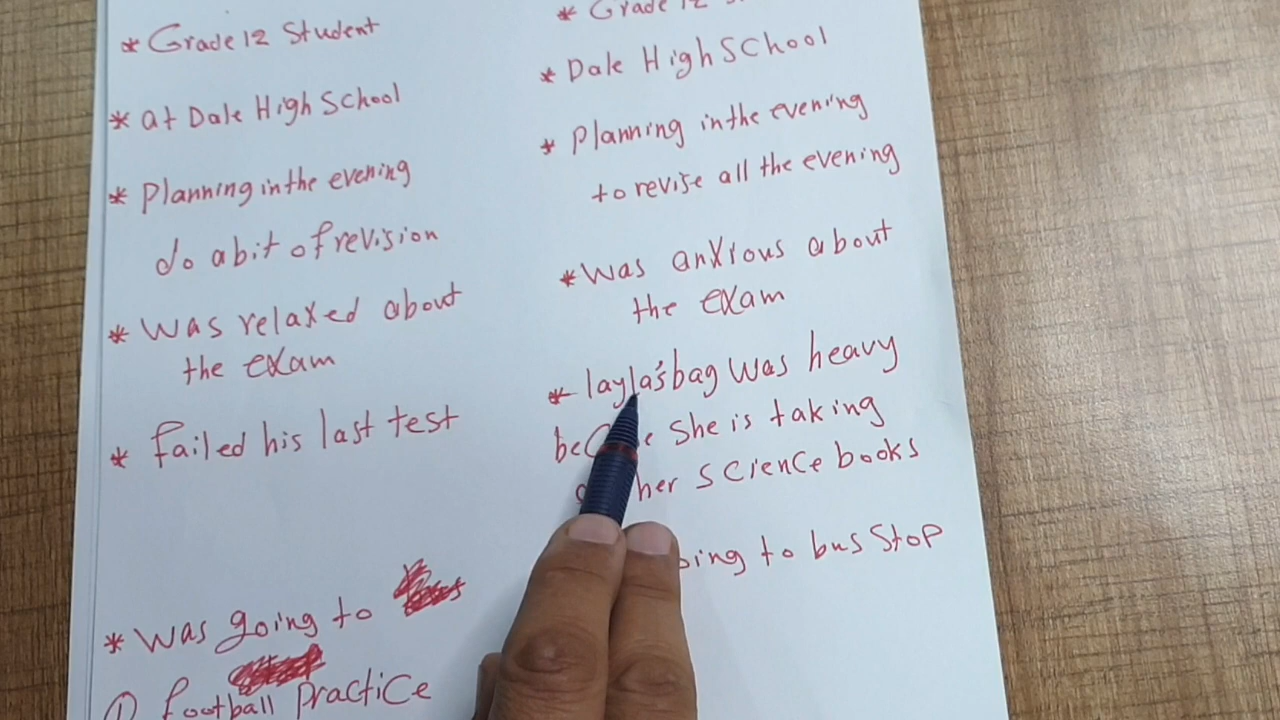 * Grade 12 Student
* at Dale High School
* Planning in the evening
do a bit of revision
* Was relaxed about
the exam
* failed his last test
* Was going to
① football practice
* Grade 12
* Dale High School
* Planning in the evening
to revise all the evening
* Was anxious about
the exam
* layla's bag was heavy
She is taking
her science books
to bus stop